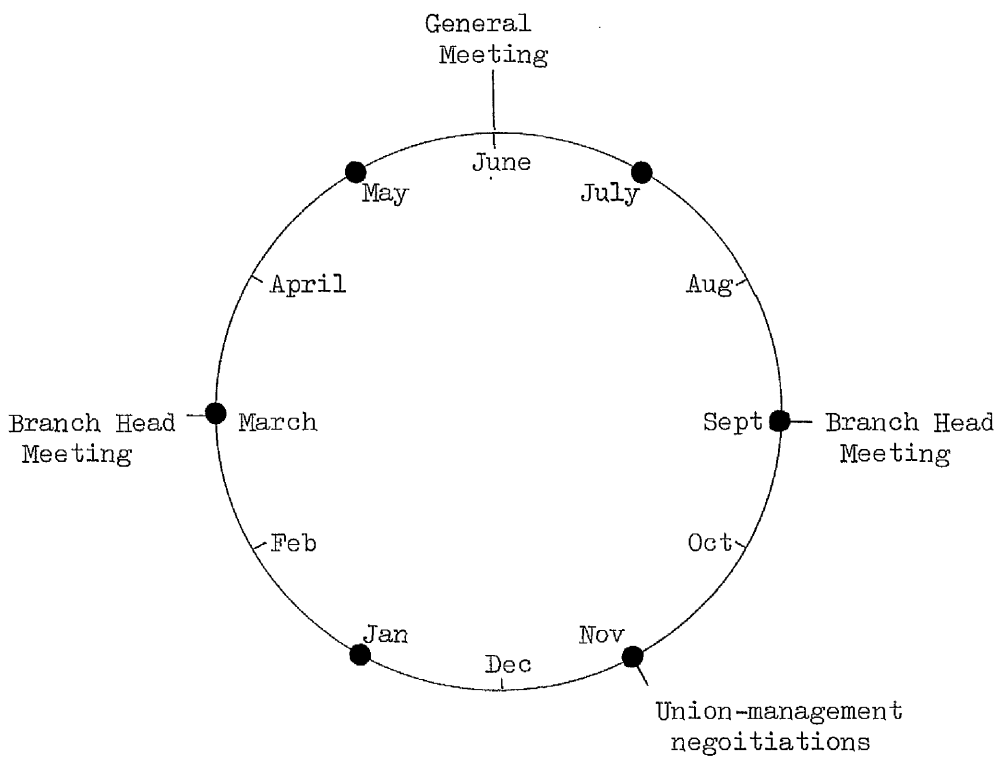 General
Meeting
June
May
July
April
Aug
Branch Head
Meeting
March
Sept
Branch Head
Meeting
Feb
Oct
Jan
Nov
Dec
Union-management
negoitiations